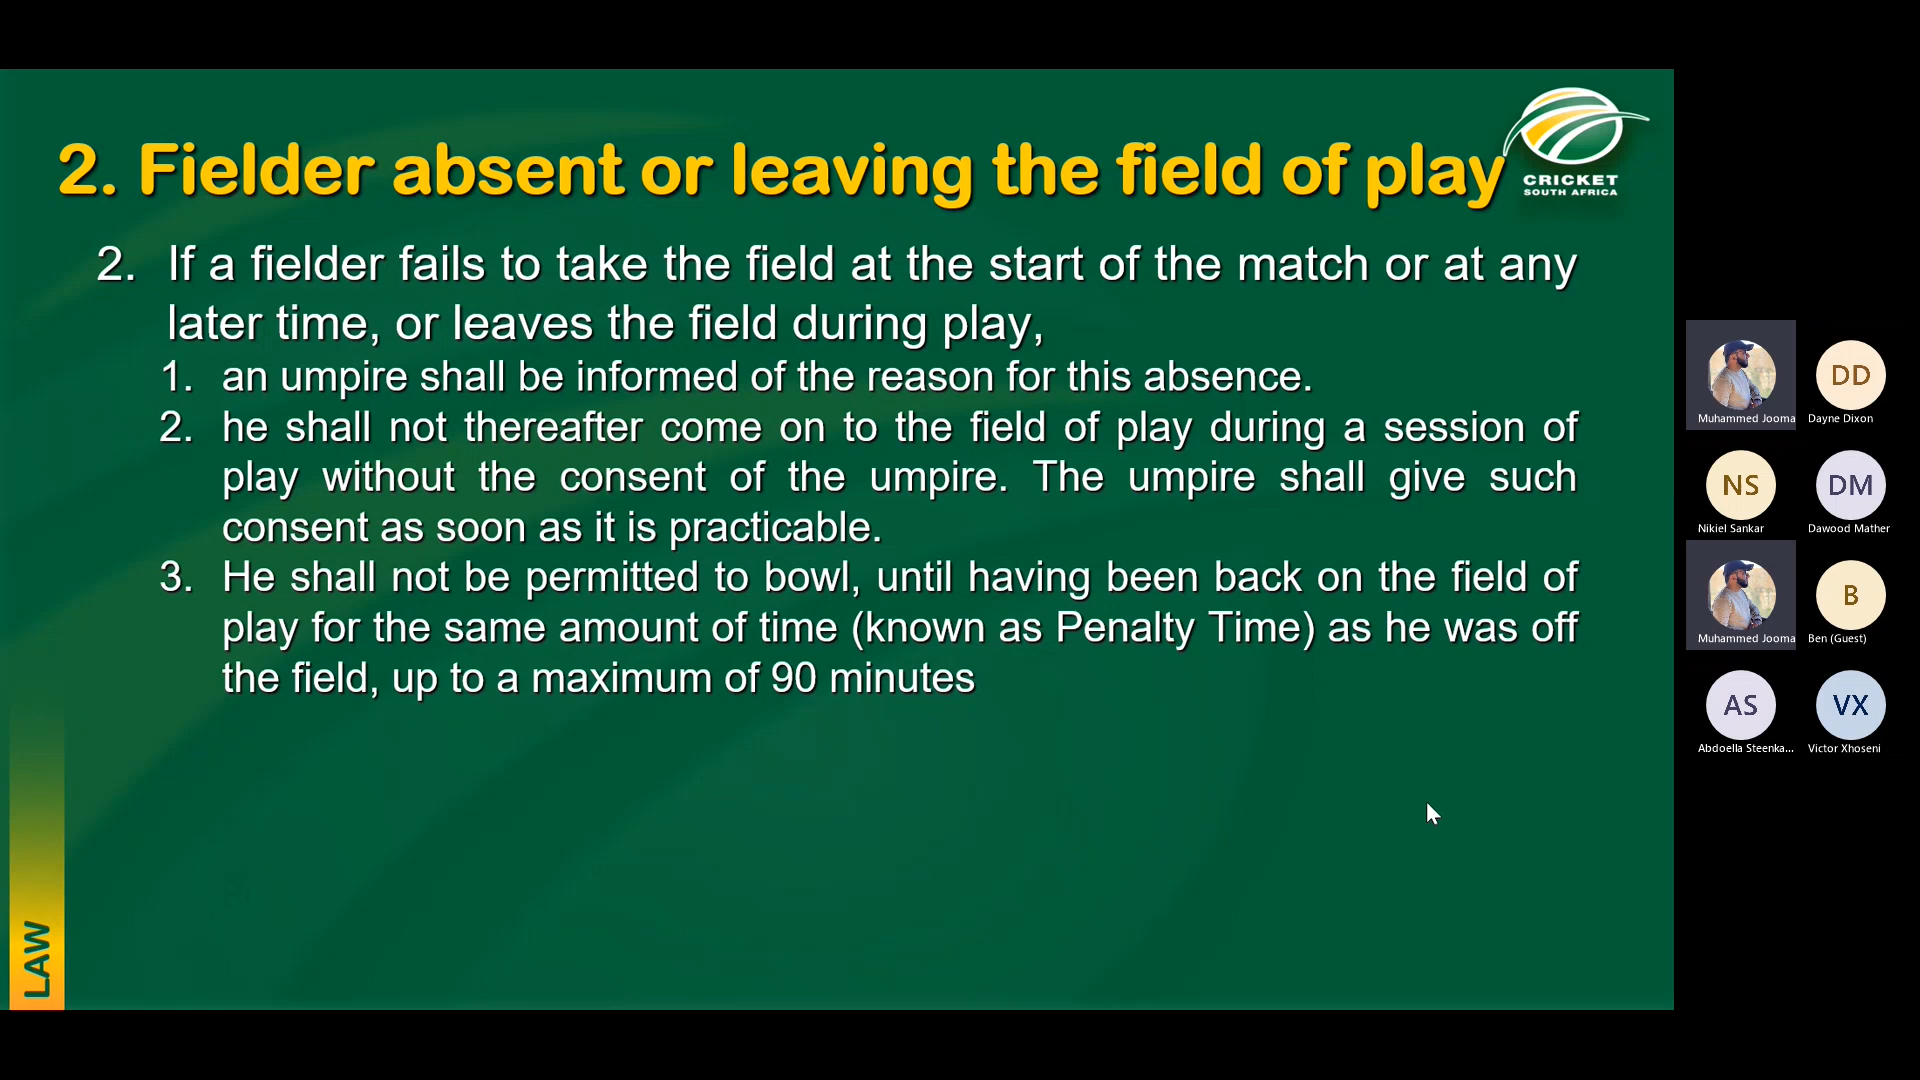 2. Fielder absent or leaving the field of play
CRICKET
SOUTH AFRICA
2. If a fielder fails to take the field at the start of the match or at any
later time, or leaves the field during play,
1. an umpire shall be informed of the reason for this absence.
2. he shall not thereafter come on to the field of play during a session of
play without the consent of the umpire. The umpire shall give such
consent as soon as it is practicable.
3. He shall not be permitted to bowl, until having been back on the field of
play for the same amount of time (known as Penalty Time) as he was off
the field, up to a maximum of 90 minutes
LAW
DD
Muhammed Jooma
Dayne Dixon
NS
DM
Nikiel Sankar
Dawood Mather
B
Muhammed Jooma
Ben (Guest)
AS
VX
Abdoella Steenka...
Victor Xhoseni